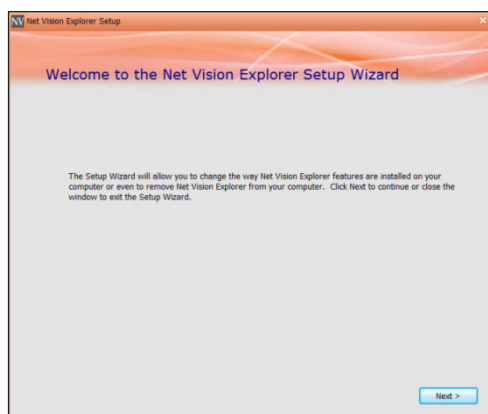 NV Net Vision Explorer Setup
Welcome to the Net Vision Explorer Setup Wizard
The Setup Wizard will allow you to change the way Net Vision Explorer features are installed on your
computer or even to remove Net Vision Explorer from your computer. Click Next to continue or close the
window to exit the Setup Wizard.
Next >